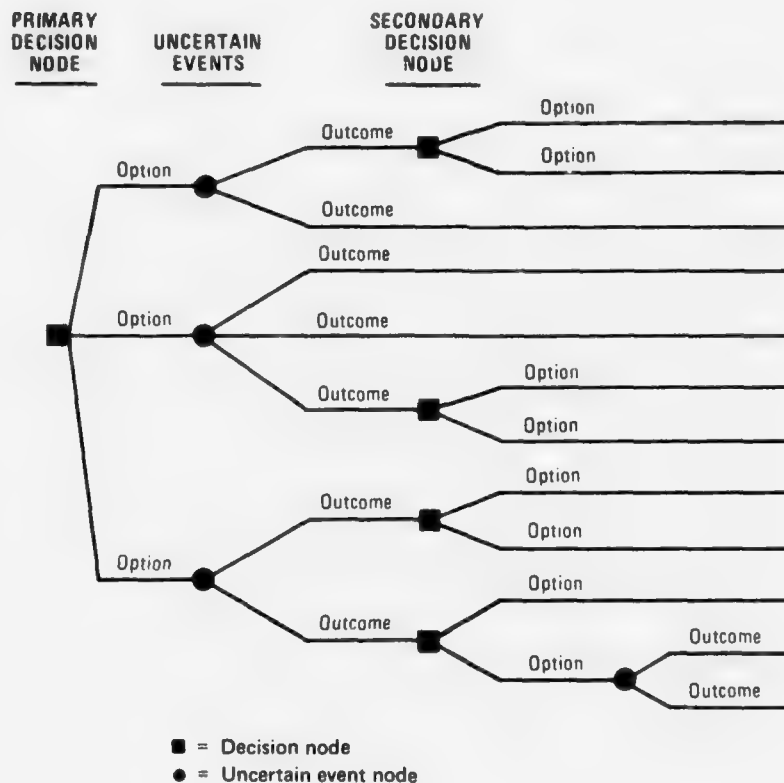 PRIMARY
DECISION
NODE
UNCERTAIN
EVENTS
SECONDARY
DECISION
NODE
Option
Outcome
Option
Option
Outcome
Outcome
Option
Outcome
Option
Outcome
Option
Option
Outcome
Option
Option
Option
Outcome
Outcome
Option
Outcome
■ = Decision node
● = Uncertain event node